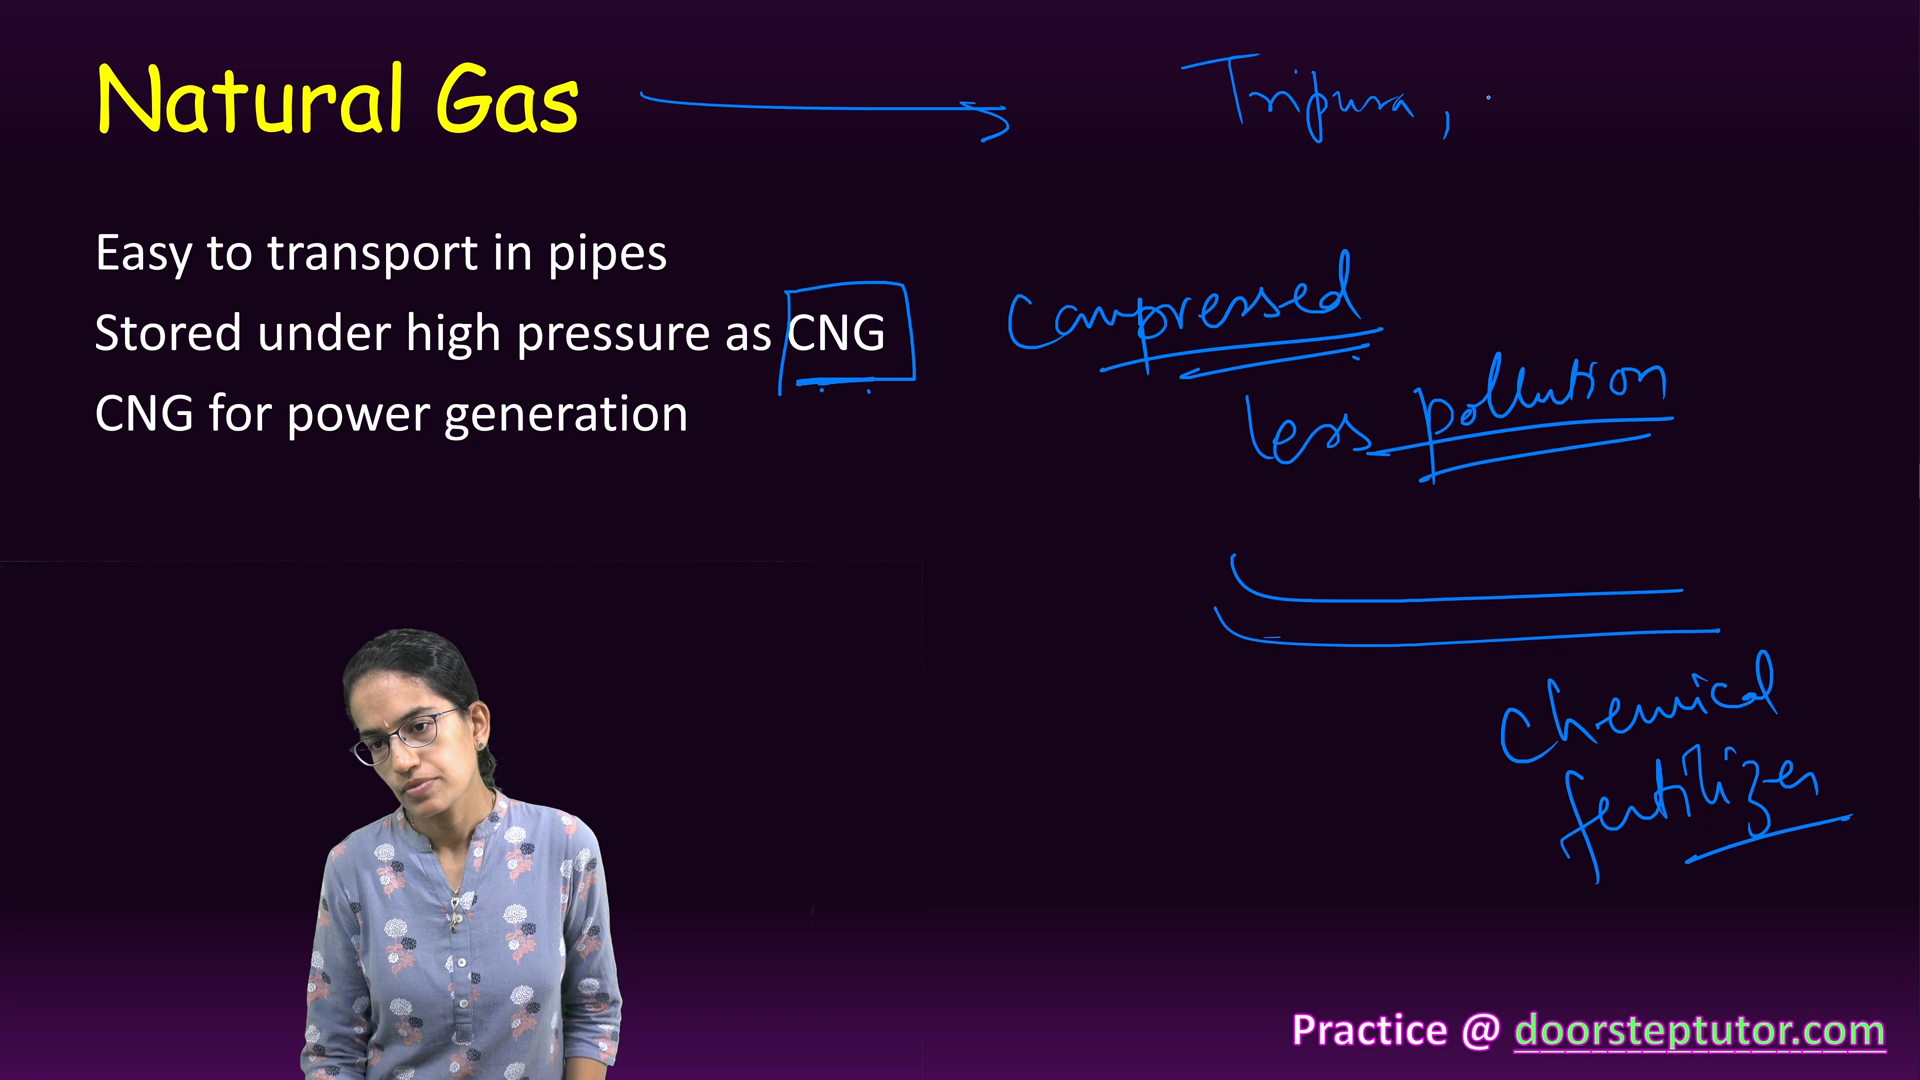 Natural Gas
Tripura,
Easy to transport in pipes
Stored under high pressure as CNG
compressed
CNG for power generation
less pollution
chemical
fertilizer
Practice @ doorsteptutor.com